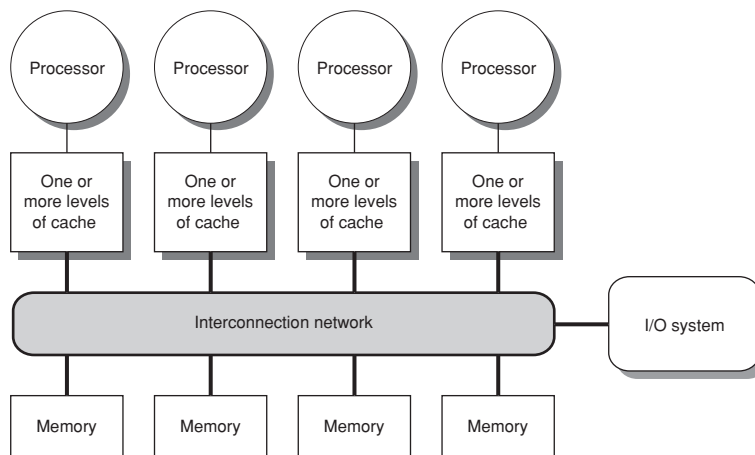 Processor
Processor
Processor
Processor
One or
more levels
of cache
One or
more levels
of cache
One or
more levels
of cache
One or
more levels
of cache
Interconnection network
I/O system
Memory
Memory
Memory
Memory